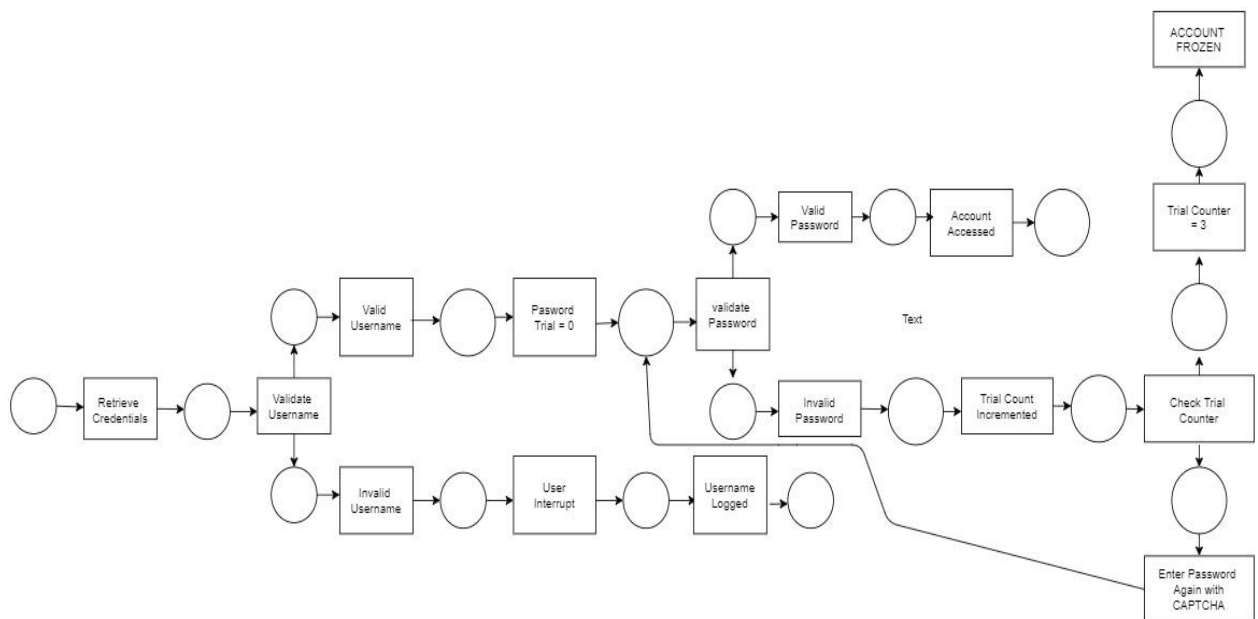 ACCOUNT
FROZEN
Trial Counter
= 3
Valid
Password
Account
Accessed
Valid
Username
Pasword
Trial = 0
validate
Password
Text
Retrieve
Credentials
Validate
Username
Invalid
Password
Trial Count
Incremented
Check Trial
Counter
Invalid
Username
User
Interrupt
Username
Logged
Enter Password
Again with
CAPTCHA